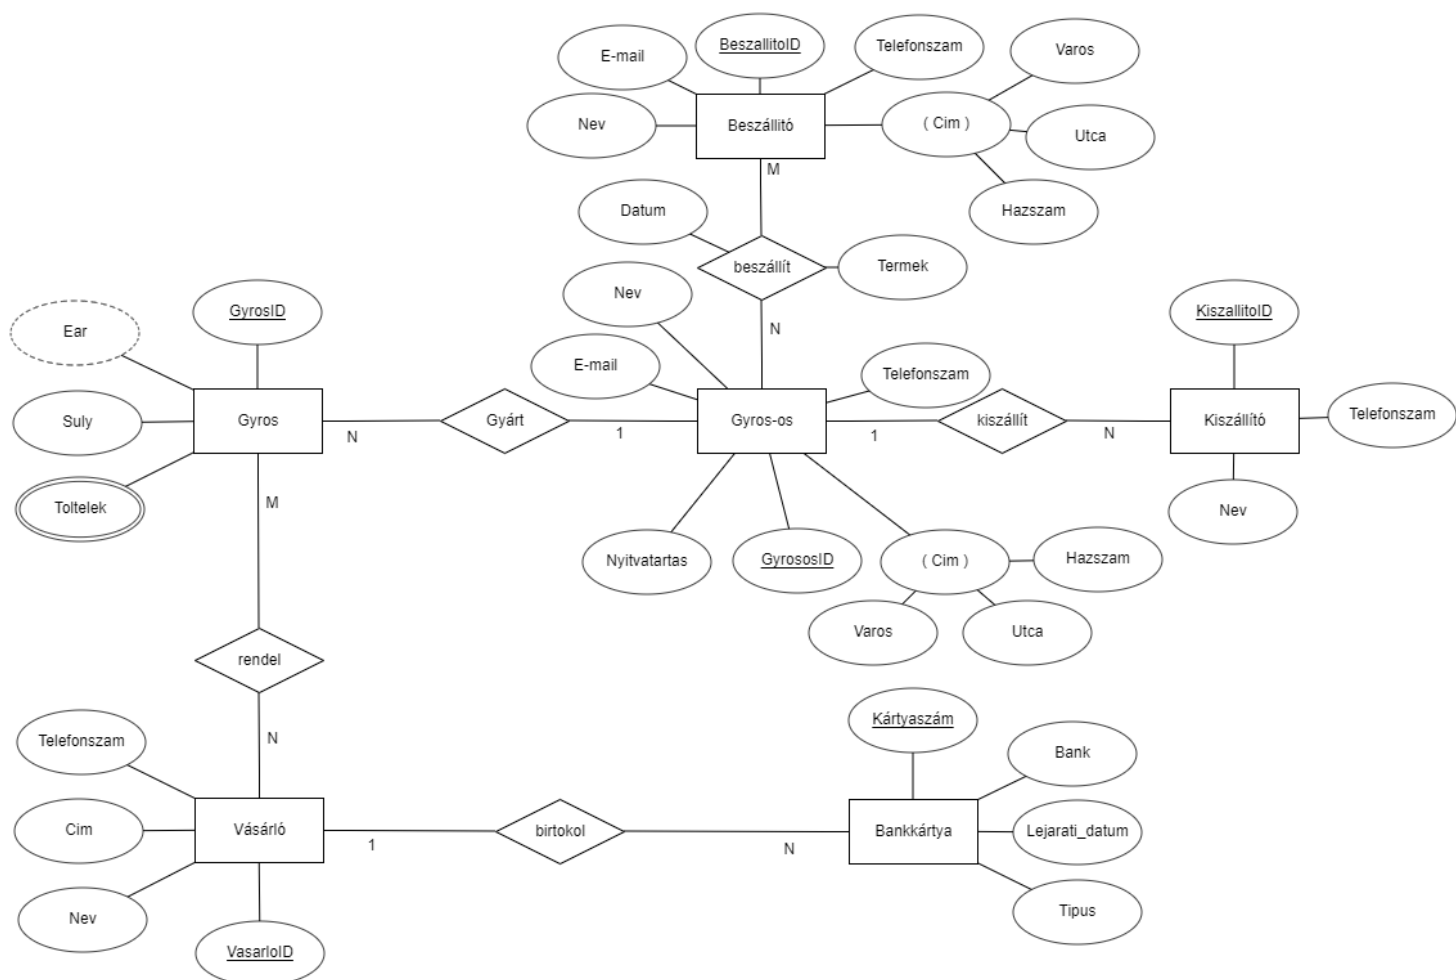 BeszallitoID
Telefonszam
E-mail
Varos
Nev
Beszállitó
( Cim )
Utca
M
Datum
Hazszam
beszállít
Termek
Nev
GyrosID
KiszallitoID
Ear
N
E-mail
Telefonszam
Suly
Gyros
N
Gyárt
1
Gyros-os
1
kiszállít
N
Kiszállító
Telefonszam
M
Toltelek
Nev
Nyitvatartas
GyrososID
( Cim )
Hazszam
Varos
Utca
rendel
Kártyaszám
N
Telefonszam
Bank
Cim
Vásárló
1
birtokol
N
Bankkártya
Lejarati_datum
Nev
Tipus
VasarloID